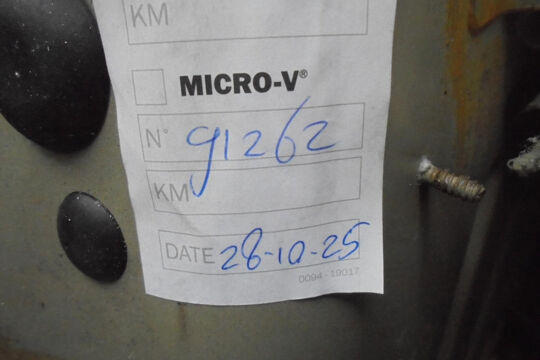 KM
MICRO-V®
N° 91262
KM
DATE 28-10-25
0094-19017